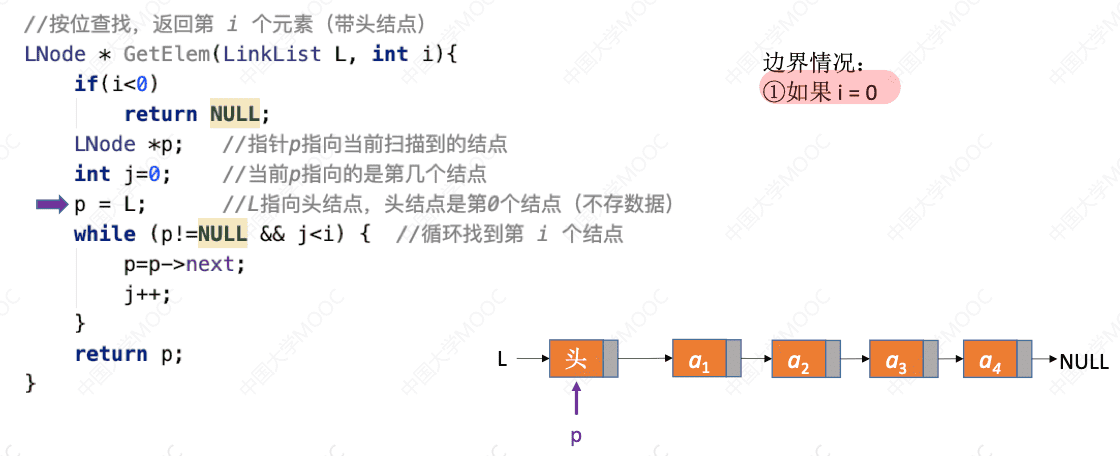 //按位查找，返回第 i 个元素（带头结点）
LNode * GetElem(LinkList L, int i){
if(i<0)
return NULL;
LNode *p; //指针p指向当前扫描到的结点
int j=0; //当前p指向的是第几个结点
p = L; //L指向头结点，头结点是第0个结点（不存数据）
while (p!=NULL && j<i) { //循环找到第 i 个结点
p=p->next;
j++;
}
return p;
}
边界情况：
①如果 i = 0
L 头 a1 a2 a3 a4 NULL
p
中国大学MOOC